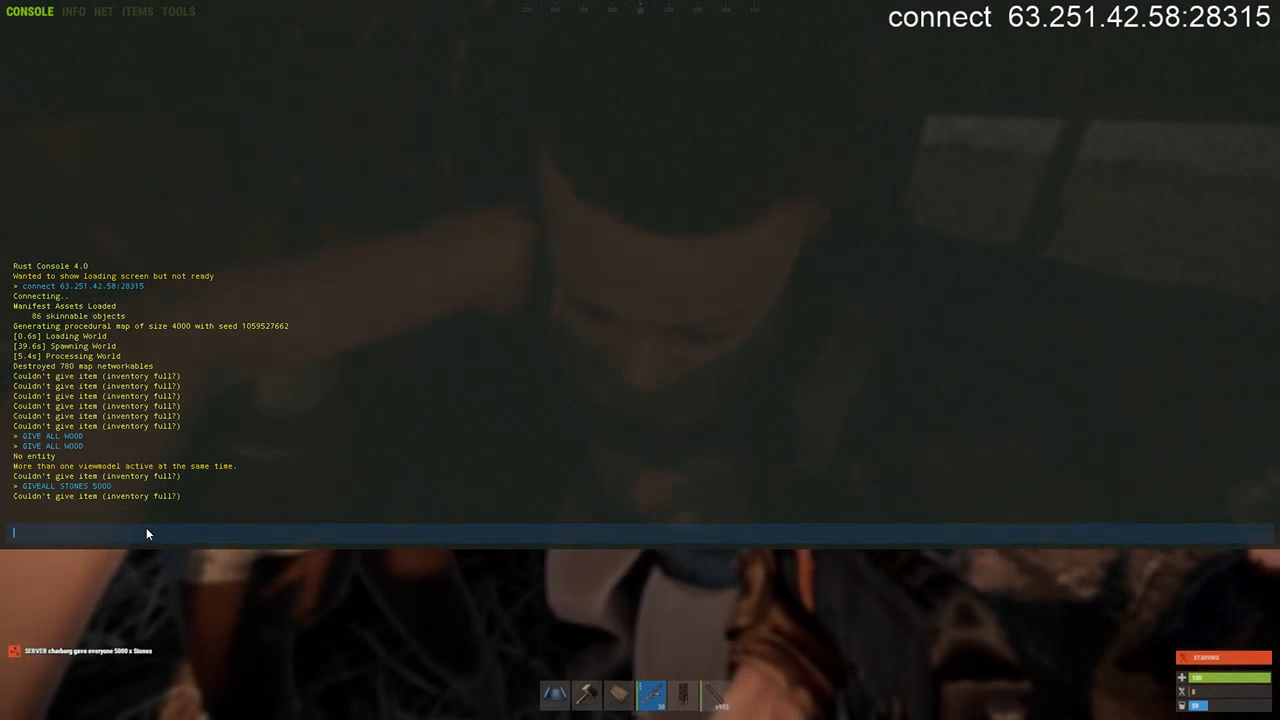 CONSOLE INFO NET ITEMS TOOLS
W
connect 63.251.42.58:28315
Rust Console 4.0
Wanted to show loading screen but not ready
> connect 63.251.42.58:28315
Connecting..
Manifest Assets Loaded
86 skinnable objects
Generating procedural map of size 4000 with seed 1059527662
[0.6s] Loading World
[39.6s] Spawning World
[5.4s] Processing World
Destroyed 780 map networkables
Couldn't give item (inventory full?)
Couldn't give item (inventory full?)
Couldn't give item (inventory full?)
Couldn't give item (inventory full?)
Couldn't give item (inventory full?)
Couldn't give item (inventory full?)
> GIVE ALL WOOD
> GIVE ALL WOOD
No entity
More than one viewmodel active at the same time.
Couldn't give item (inventory full?)
> GIVEALL STONES 5000
Couldn't give item (inventory full?)
SERVER charborg gave everyone 5000 x Stones
STARVING
100
8
59
30
x993